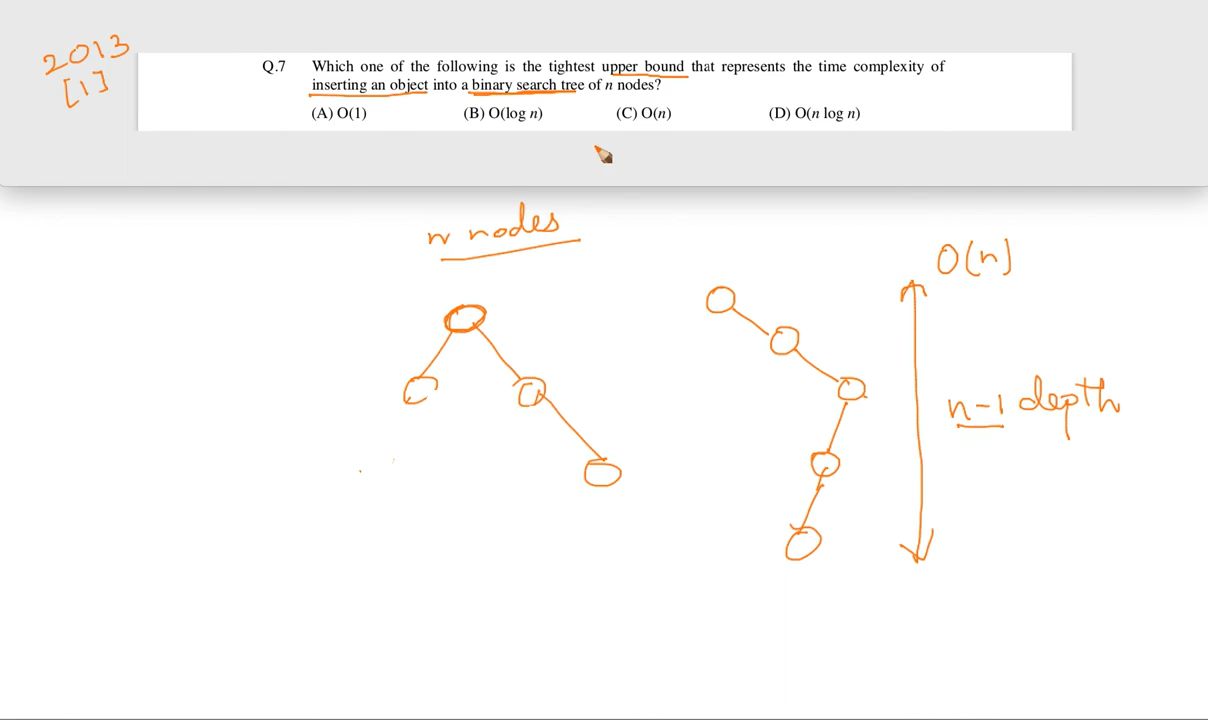 2013
[1]
Q.7 Which one of the following is the tightest upper bound that represents the time complexity of
inserting an object into a binary search tree of n nodes?
(A) O(1) (B) O(log n) (C) O(n) (D) O(n log n)
n nodes
O(n)
n-1 depth